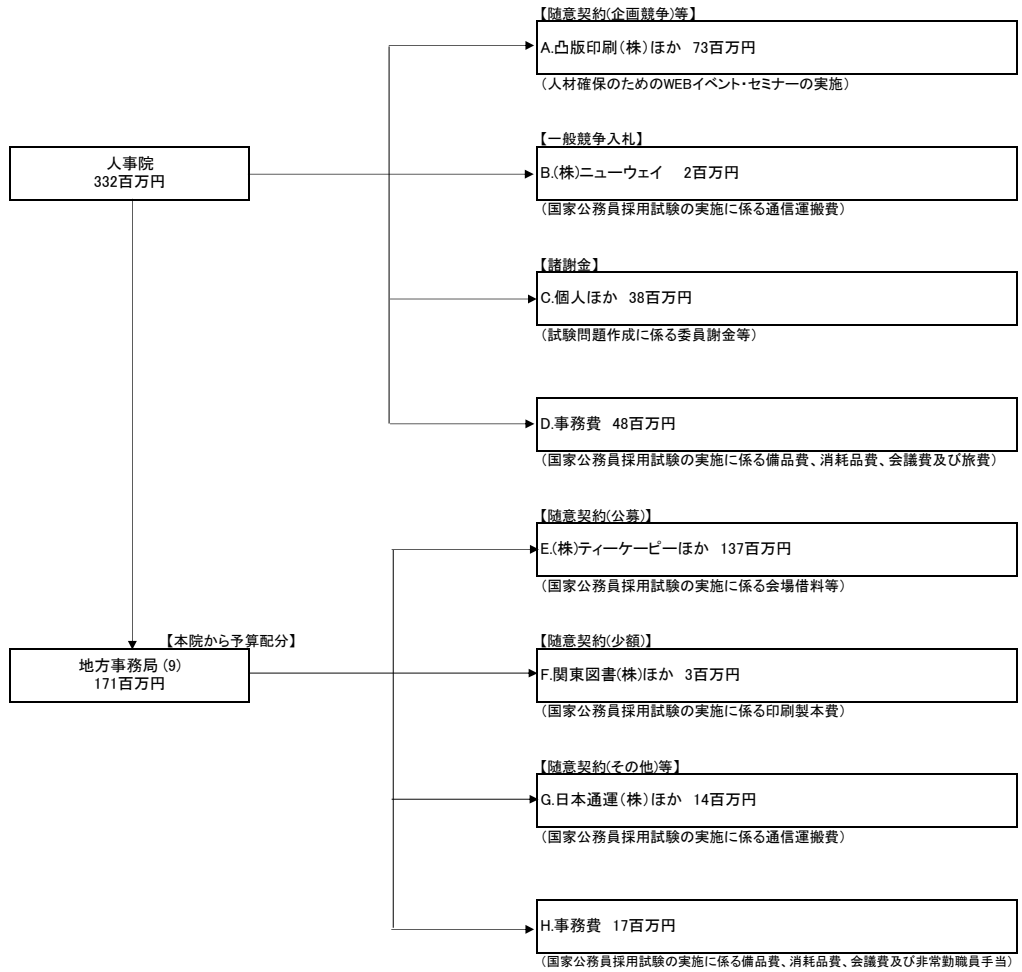 【随意契約(企画競争)等】
A.凸版印刷(株)ほか 73百万円
(人材確保のためのWEBイベント・セミナーの実施)
【一般競争入札】
人事院
332百万円
B.(株)ニューウェイ 2百万円
(国家公務員採用試験の実施に係る通信運搬費)
【諸謝金】
C.個人ほか 38百万円
(試験問題作成に係る委員謝金等)
D.事務費 48百万円
(国家公務員採用試験の実施に係る備品費、消耗品費、会議費及び旅費)
【随意契約(公募)】
E.(株)ティーケーピーほか 137百万円
(国家公務員採用試験の実施に係る会場借料等)
【本院から予算配分】
地方事務局 (9)
171百万円
【随意契約(少額)】
F.関東図書(株)ほか 3百万円
(国家公務員採用試験の実施に係る印刷製本費)
【随意契約(その他)等】
G.日本通運(株)ほか 14百万円
(国家公務員採用試験の実施に係る通信運搬費)
H.事務費 17百万円
(国家公務員採用試験の実施に係る備品費、消耗品費、会議費及び非常勤職員手当)